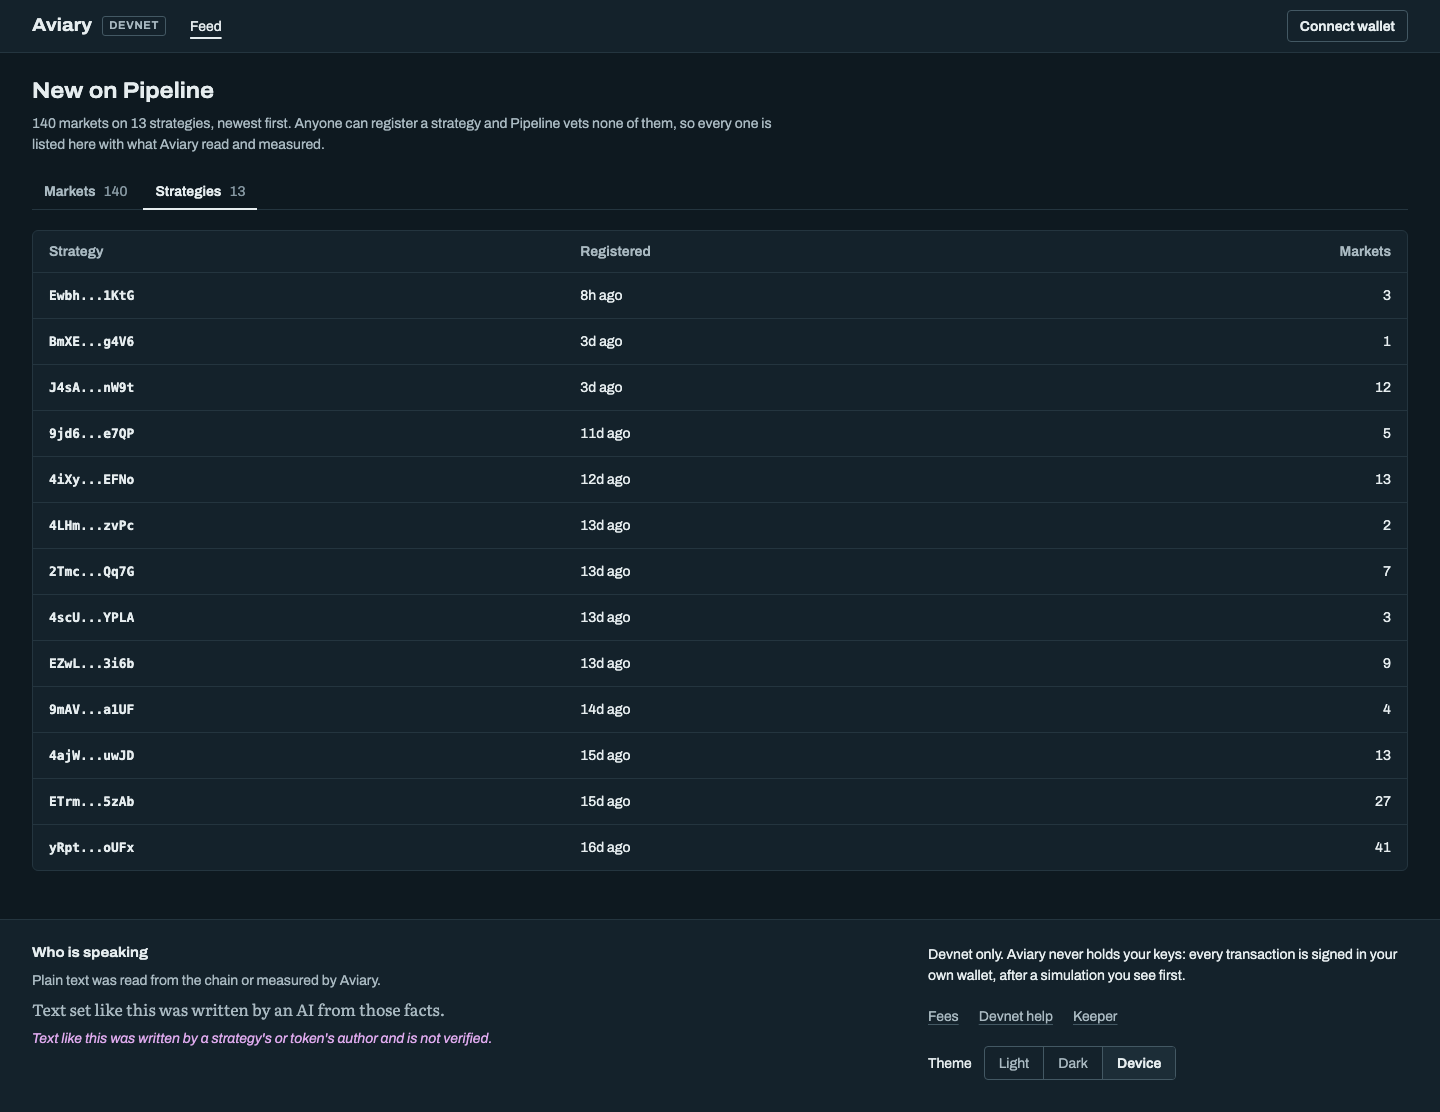 Aviary DEVNET Feed Connect wallet
New on Pipeline
140 markets on 13 strategies, newest first. Anyone can register a strategy and Pipeline vets none of them, so every one is
listed here with what Aviary read and measured.
Markets 140 Strategies 13
Strategy Registered Markets
Ewbh...1KtG 8h ago 3
BmXE...g4V6 3d ago 1
J4sA...nW9t 3d ago 12
9jd6...e7QP 11d ago 5
4iXy...EFNo 12d ago 13
4LHm...zvPc 13d ago 2
2Tmc...Qq7G 13d ago 7
4scU...YPLA 13d ago 3
EZwL...3i6b 13d ago 9
9mAV...a1UF 14d ago 4
4ajW...uwJD 15d ago 13
ETrm...5zAb 15d ago 27
yRpt...oUFx 16d ago 41
Who is speaking
Plain text was read from the chain or measured by Aviary.
Text set like this was written by an AI from those facts.
Text like this was written by a strategy's or token's author and is not verified.
Devnet only. Aviary never holds your keys: every transaction is signed in your
own wallet, after a simulation you see first.
Fees Devnet help Keeper
Theme Light Dark Device